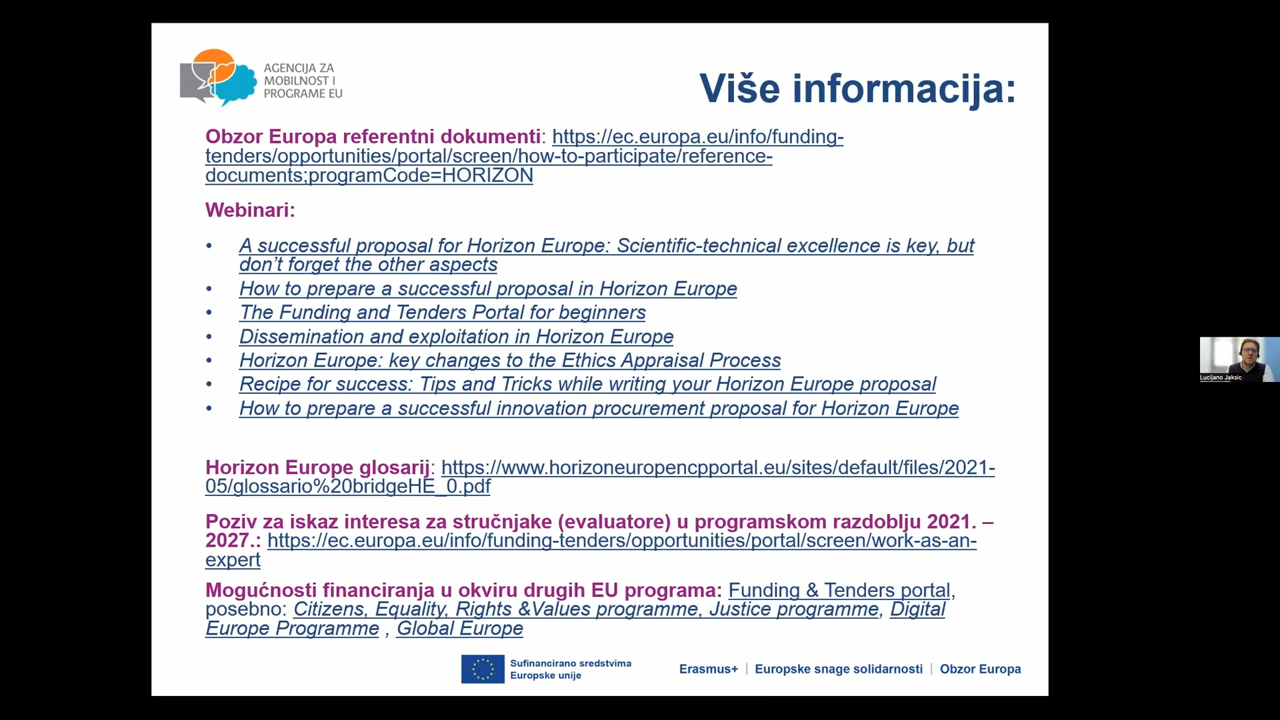 AGENCIJA ZA
MOBILNOST I
PROGRAME EU
Više informacija:
Obzor Europa referentni dokumenti: https://ec.europa.eu/info/funding-
tenders/opportunities/portal/screen/how-to-participate/reference-
documents;programCode=HORIZON
Webinari:
• A successful proposal for Horizon Europe: Scientific-technical excellence is key, but
don't forget the other aspects
• How to prepare a successful proposal in Horizon Europe
• The Funding and Tenders Portal for beginners
• Dissemination and exploitation in Horizon Europe
• Horizon Europe: key changes to the Ethics Appraisal Process
• Recipe for success: Tips and Tricks while writing your Horizon Europe proposal
• How to prepare a successful innovation procurement proposal for Horizon Europe
Horizon Europe glosarij: https://www.horizoneuropencpportal.eu/sites/default/files/2021-
05/glossario%20bridgeHE_0.pdf
Poziv za iskaz interesa za stručnjake (evaluatore) u programskom razdoblju 2021. –
2027.: https://ec.europa.eu/info/funding-tenders/opportunities/portal/screen/work-as-an-
expert
Mogućnosti financiranja u okviru drugih EU programa: Funding & Tenders portal,
posebno: Citizens, Equality, Rights &Values programme, Justice programme, Digital
Europe Programme , Global Europe
Sufinancirano sredstvima
Europske unije
Erasmus+ | Europske snage solidarnosti | Obzor Europa
Lucijano Jaksic